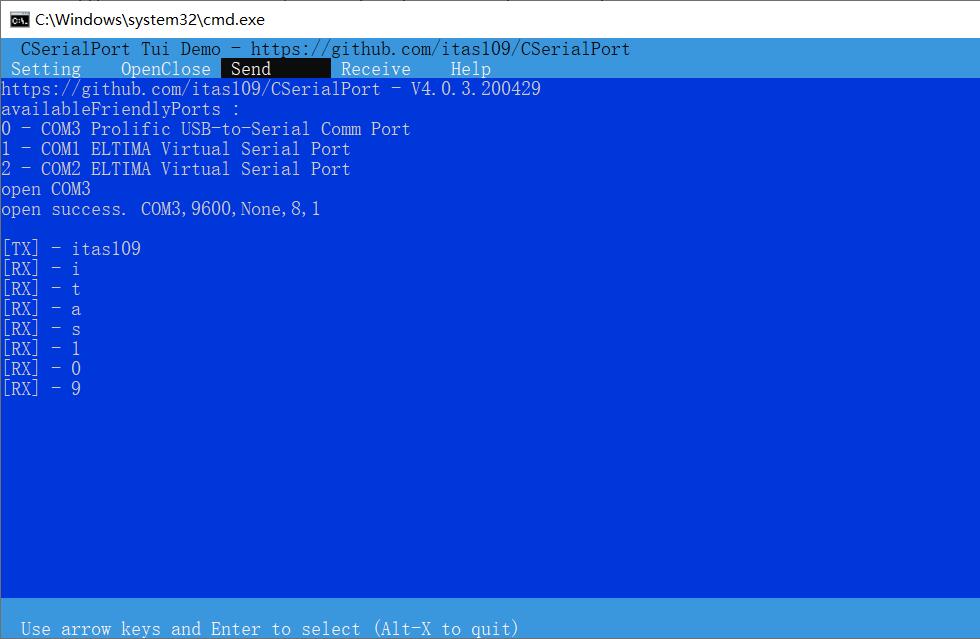 C:\Windows\system32\cmd.exe
CSerialPort Tui Demo - https://github.com/itas109/CSerialPort
Setting OpenClose Send Receive Help
https://github.com/itas109/CSerialPort - V4.0.3.200429
availableFriendlyPorts :
0 - COM3 Prolific USB-to-Serial Comm Port
1 - COM1 ELTIMA Virtual Serial Port
2 - COM2 ELTIMA Virtual Serial Port
open COM3
open success. COM3,9600,None,8,1
[TX] - itas109
[RX] - i
[RX] - t
[RX] - a
[RX] - s
[RX] - 1
[RX] - 0
[RX] - 9
Use arrow keys and Enter to select (Alt-X to quit)